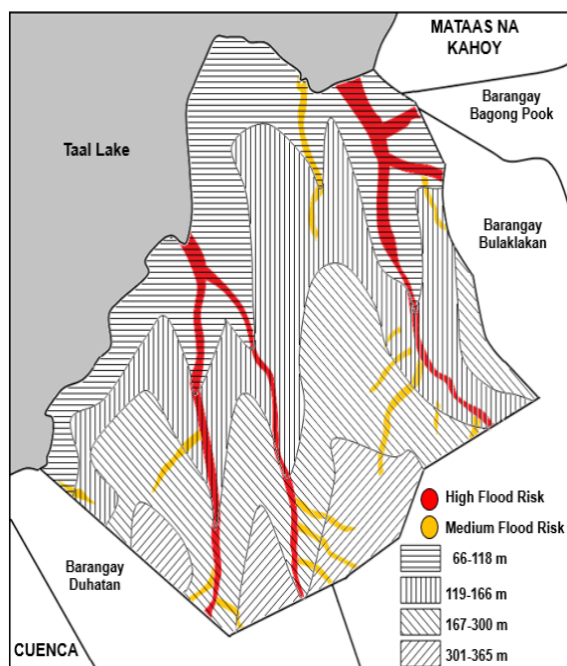 MATAAS NA
KAHOY
Barangay
Bagong Pook
Taal Lake
Barangay
Bulaklakan
High Flood Risk
Medium Flood Risk
66-118 m
119-166 m
167-300 m
301-365 m
Barangay
Duhatan
CUENCA